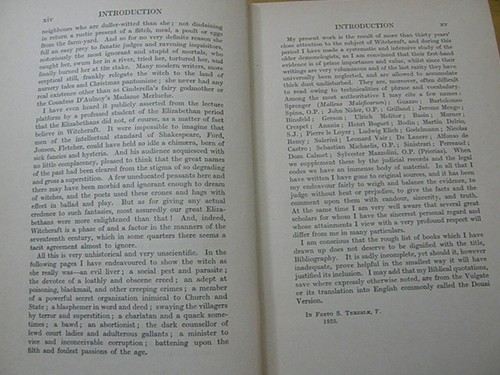 xiv
INTRODUCTION
neighbours who are duller-witted than she; not disdaining
in return a rustic present of a flitch, meal, a poult or eggs
from the farm-yard. And so for no very definite reason she
fell an easy prey to fanatic judges and ravening inquisitors,
notoriously the most ignorant and stupid of mortals, who
caught her, swum her in a river, tried her, tortured her, and
finally burned her at the stake. Many modern writers, more
sceptical still, frankly relegate the witch to the land of
nursery tales and Christmas pantomime; she never had any
real existence other than as Cinderella's fairy godmother or
the Countess D'Aulnoy's Madame Merluche.
I have even heard it publicly asserted from the lecture
platform by a professed student of the Elizabethan period
that the Elizabethans did not, of course, as a matter of fact
believe in Witchcraft. It were impossible to imagine that
men of the intellectual standard of Shakespeare, Ford,
Jonson, Fletcher, could have held so idle a chimæra, born of
sick fancies and hysteria. And his audience acquiesced with
no little complacency, pleased to think that the great names
of the past had been cleared from the stigma of so degrading
and gross a superstition. A few uneducated peasants here and
there may have been morbid and ignorant enough to dream
of witches, and the poets used these crones and hags with
effect in ballad and play. But as for giving any actual
credence to such fantasies, most assuredly our great Eliza-
bethans were more enlightened than that! And, indeed,
Witchcraft is a phase of and a factor in the manners of the
seventeenth century, which in some quarters there seems a
tacit agreement almost to ignore.
All this is very unhistorical and very unscientific. In the
following pages I have endeavoured to show the witch as
she really was—an evil liver; a social pest and parasite;
the devotee of a loathly and obscene creed; an adept at
poisoning, blackmail, and other creeping crimes; a member
of a powerful secret organization inimical to Church and
State; a blasphemer in word and deed; swaying the villagers
by terror and superstition; a charlatan and a quack some-
times; a bawd; an abortionist; the dark counsellor of
lewd court ladies and adulterous gallants; a minister to
vice and inconceivable corruption; battening upon the
filth and foulest passions of the age.
INTRODUCTION
xv
My present work is the result of more than thirty years'
close attention to the subject of Witchcraft, and during this
period I have made a systematic and intensive study of the
older demonologists, as I am convinced that their first-hand
evidence is of prime importance and value, whilst since their
writings are very voluminous and of the last rarity they have
universally been neglected, and are allowed to accumulate
thick dust undisturbed. They are, moreover, often difficult
to read owing to technicalities of phrase and vocabulary.
Among the most authoritative I may cite a few names:
Sprenger (Malleus Maleficarum); Guazzo; Bartolomeo
Spina, O.P.; John Nider, O.P.; Grilland; Jerome Mengo;
Binsfeld; Gerson; Ulrich Molitor; Basin; Murner;
Crespet; Anania; Henri Boguet; Bodin; Martin Delrio,
S.J.; Pierre le Loyer; Ludwig Elich; Godelmann; Nicolas
Remy; Salerini; Leonard Vair; De Lancre; Alfonso de
Castro; Sebastian Michaelis, O.P.; Sinistrari; Perreaud;
Dom Calmet; Sylvester Mazzolini, O.P. (Prierias). When
we supplement these by the judicial records and the legal
codes we have an immense body of material. In all that I
have written I have gone to original sources, and it has been
my endeavour fairly to weigh and balance the evidence, to
judge without heat or prejudice, to give the facts and the
comment upon them with candour, sincerity, and truth.
At the same time I am very well aware that several great
scholars for whom I have the sincerest personal regard and
whose attainments I view with a very profound respect will
differ from me in many particulars.
I am conscious that the rough list of books which I have
drawn up does not deserve to be dignified with the title,
Bibliography. It is sadly incomplete, yet should it, however
inadequate, prove helpful in the smallest way it will have
justified its inclusion. I may add that my Biblical quotations,
save where expressly otherwise noted, are from the Vulgate
or its translation into English commonly called the Douai
Version.
In Festo S. Teresiæ, V.
1925.